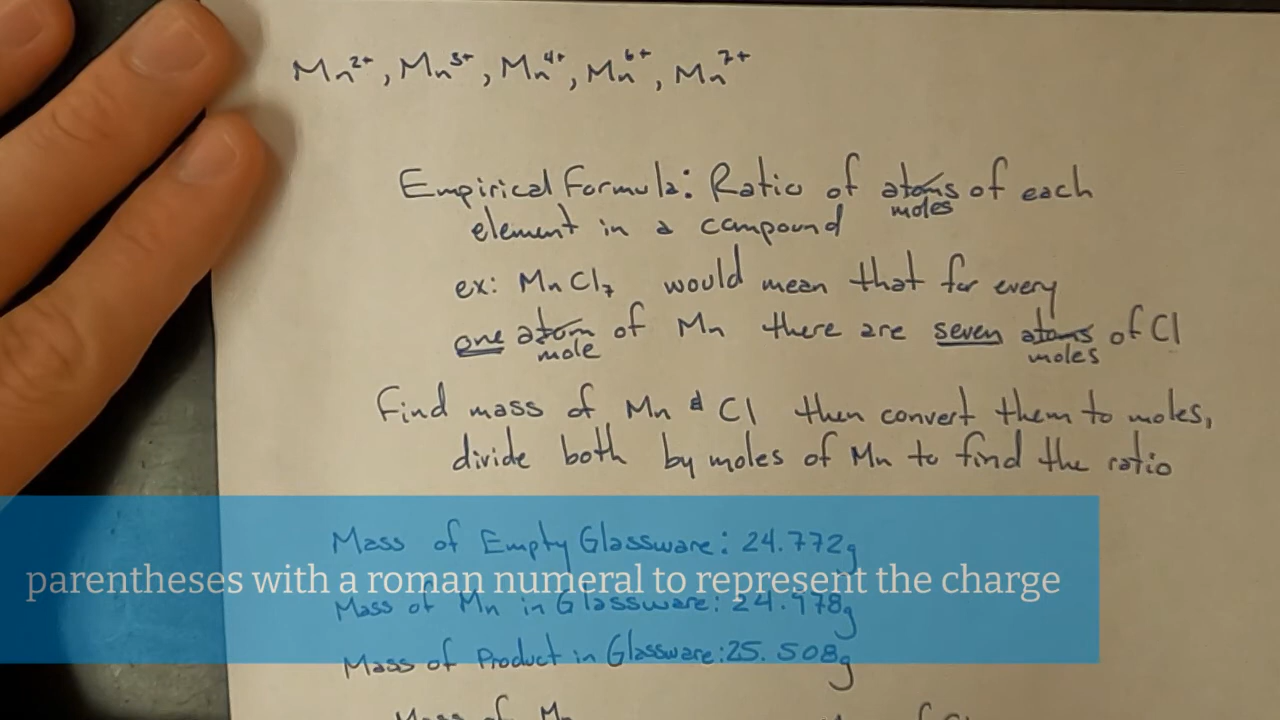 Mn²⁺, Mn³⁺, Mn⁴⁺, Mn⁶⁺, Mn⁷⁺
Empirical Formula: Ratio of atoms of each
moles
element in a compound
ex: MnCl₇ would mean that for every
one atom of Mn there are seven atoms of Cl
mole moles
Find mass of Mn & Cl then convert them to moles,
divide both by moles of Mn to find the ratio
Mass of Empty Glassware: 24.772g
parentheses with a roman numeral to represent the charge
Mass of Mn in Glassware: 24.978g
Mass of Product in Glassware: 25.508g
Mass of Mn